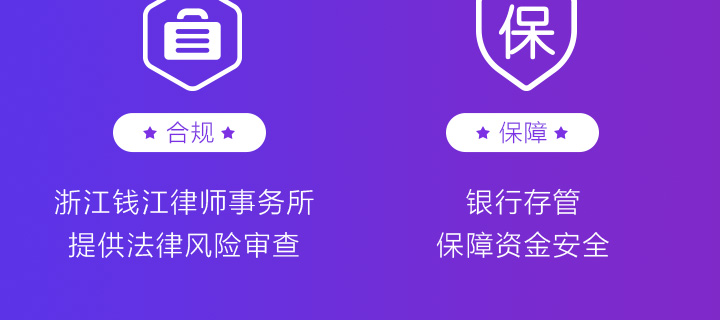 保
★ 合规 ★
★ 保障 ★
浙江钱江律师事务所
提供法律风险审查
银行存管
保障资金安全